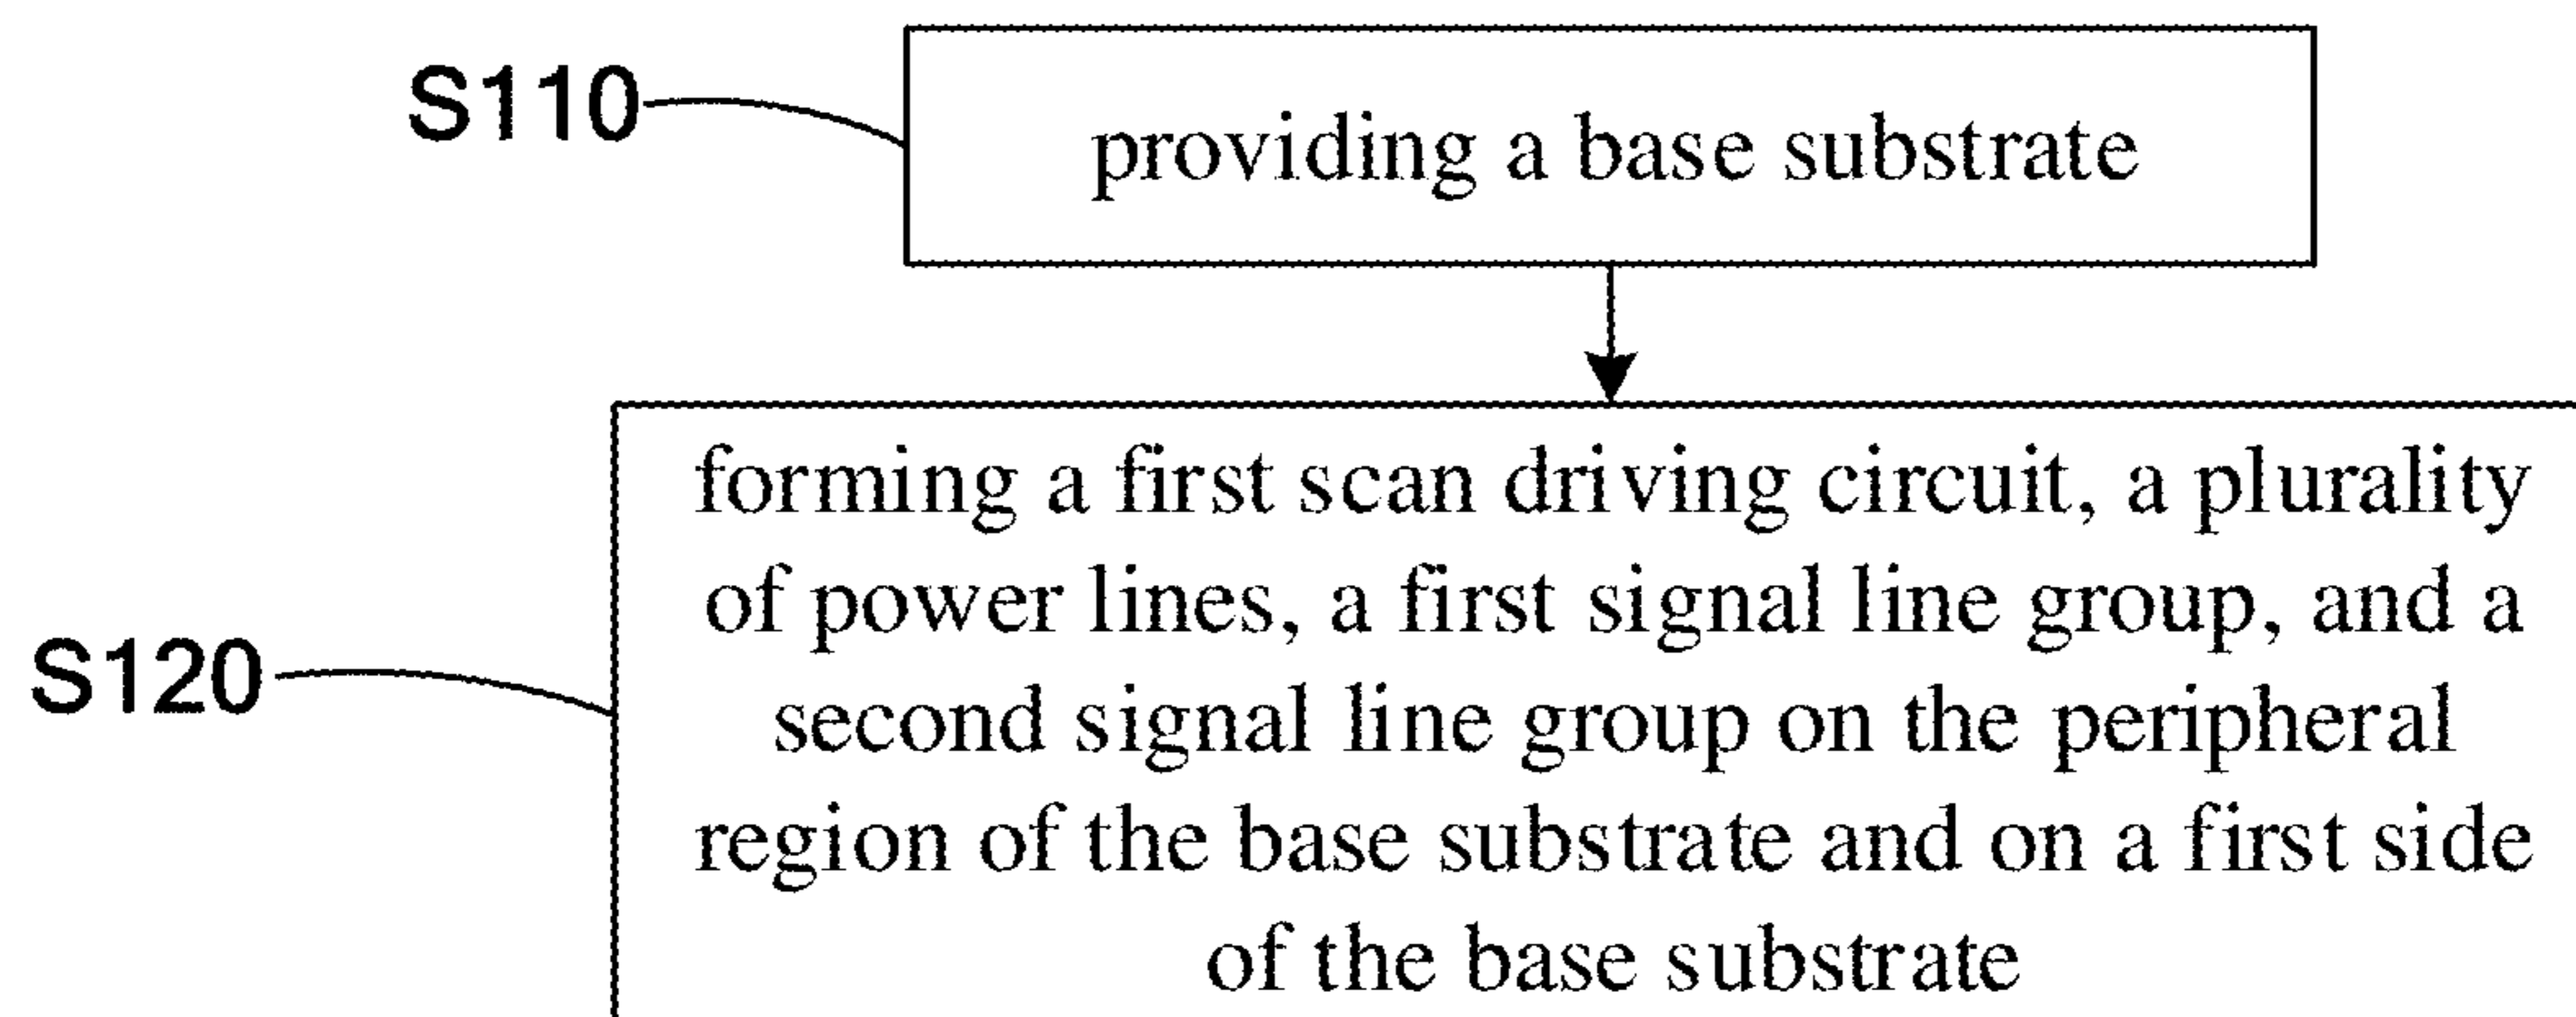 S110
providing a base substrate
forming a first scan driving circuit, a plurality
of power lines, a first signal line group, and a
S120
second signal line group on the peripheral
region of the base substrate and on a first side
of the base substrate